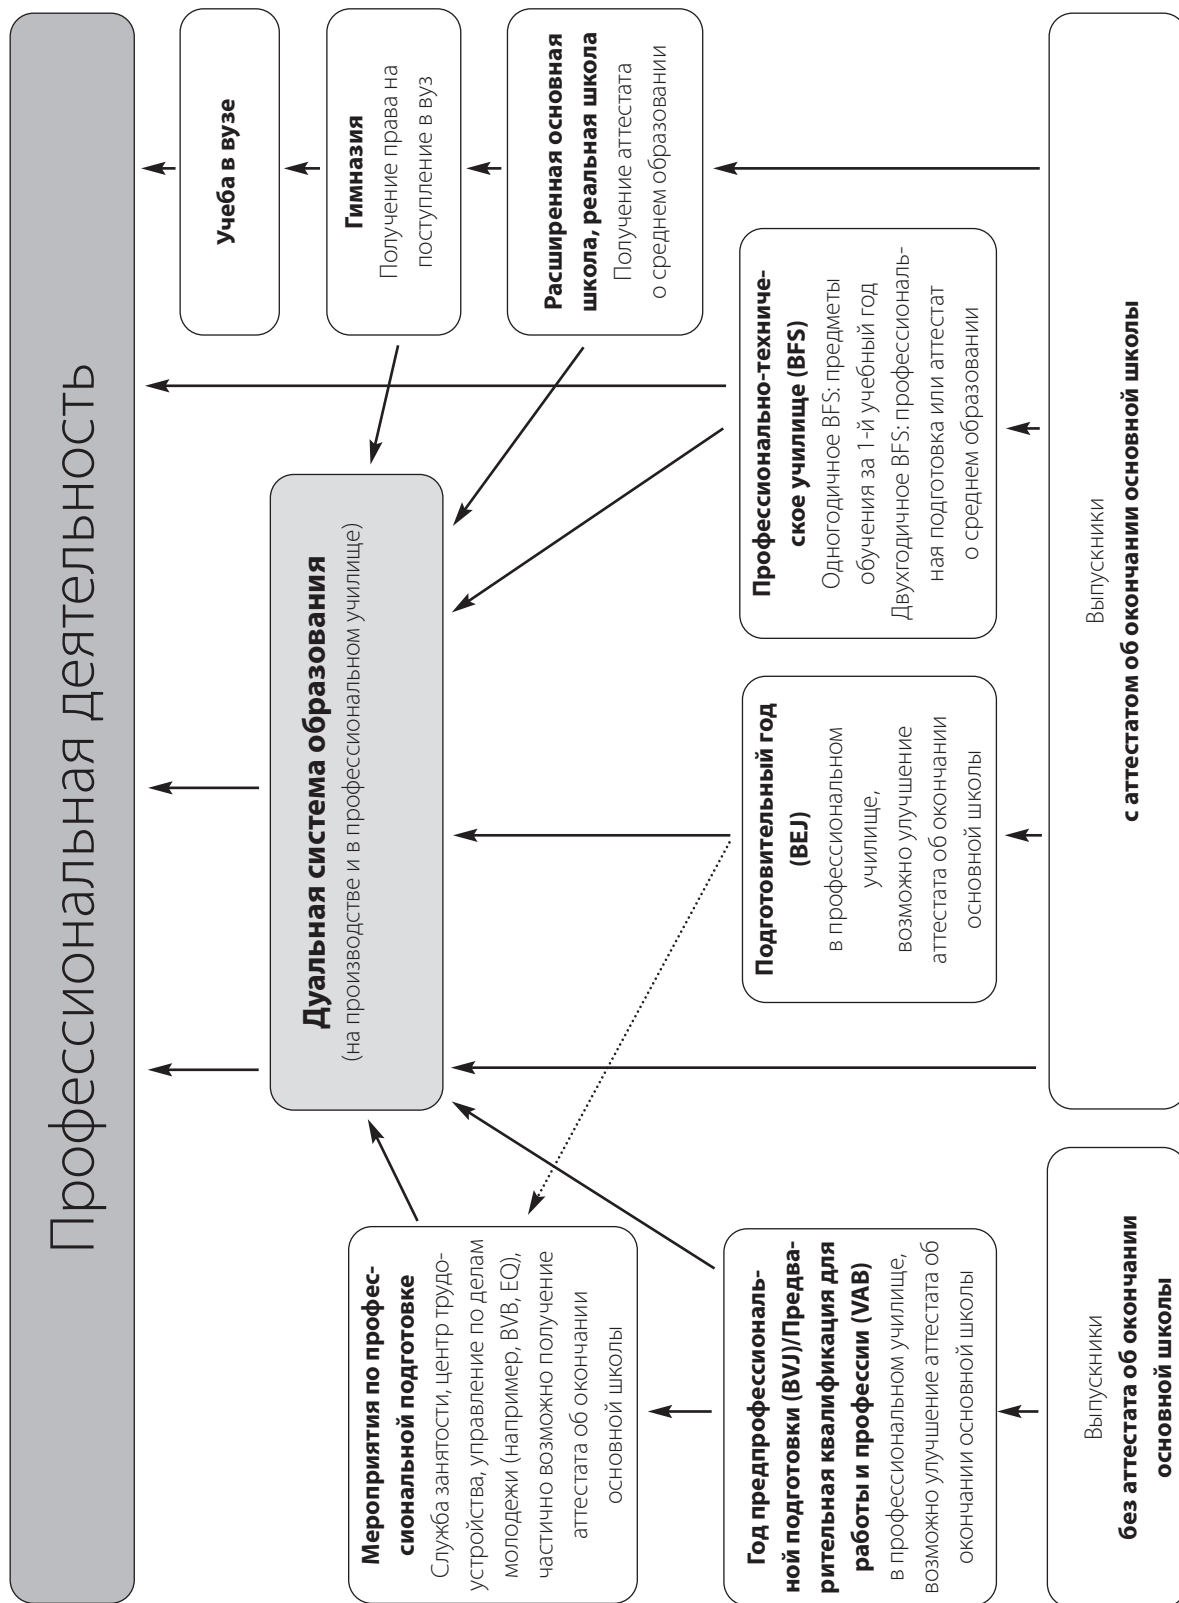 Профессиональная деятельность
Учеба в вузе
Гимназия
Получение права на
поступление в вуз
Расширенная основная
школа, реальная школа
Получение аттестата
о среднем образовании
Дуальная система образования
(на производстве и в профессиональном училище)
Мероприятия по профес-
сиональной подготовке
Служба занятости, центр трудо-
устройства, управление по делам
молодежи (например, BVB, EQ),
частично возможно получение
аттестата об окончании
основной школы
Год предпрофессиональ-
ной подготовки (BVJ)/Предва-
рительная квалификация для
работы и профессии (VAB)
в профессиональном училище,
возможно улучшение аттестата об
окончании основной школы
Подготовительный год
(BEJ)
в профессиональном
училище,
возможно улучшение
аттестата об окончании
основной школы
Профессионально-техниче-
ское училище (BFS)
Одногодичное BFS: предметы
обучения за 1-й учебный год
Двухгодичное BFS: профессиональ-
ная подготовка или аттестат
о среднем образовании
Выпускники
без аттестата об окончании
основной школы
Выпускники
с аттестатом об окончании основной школы